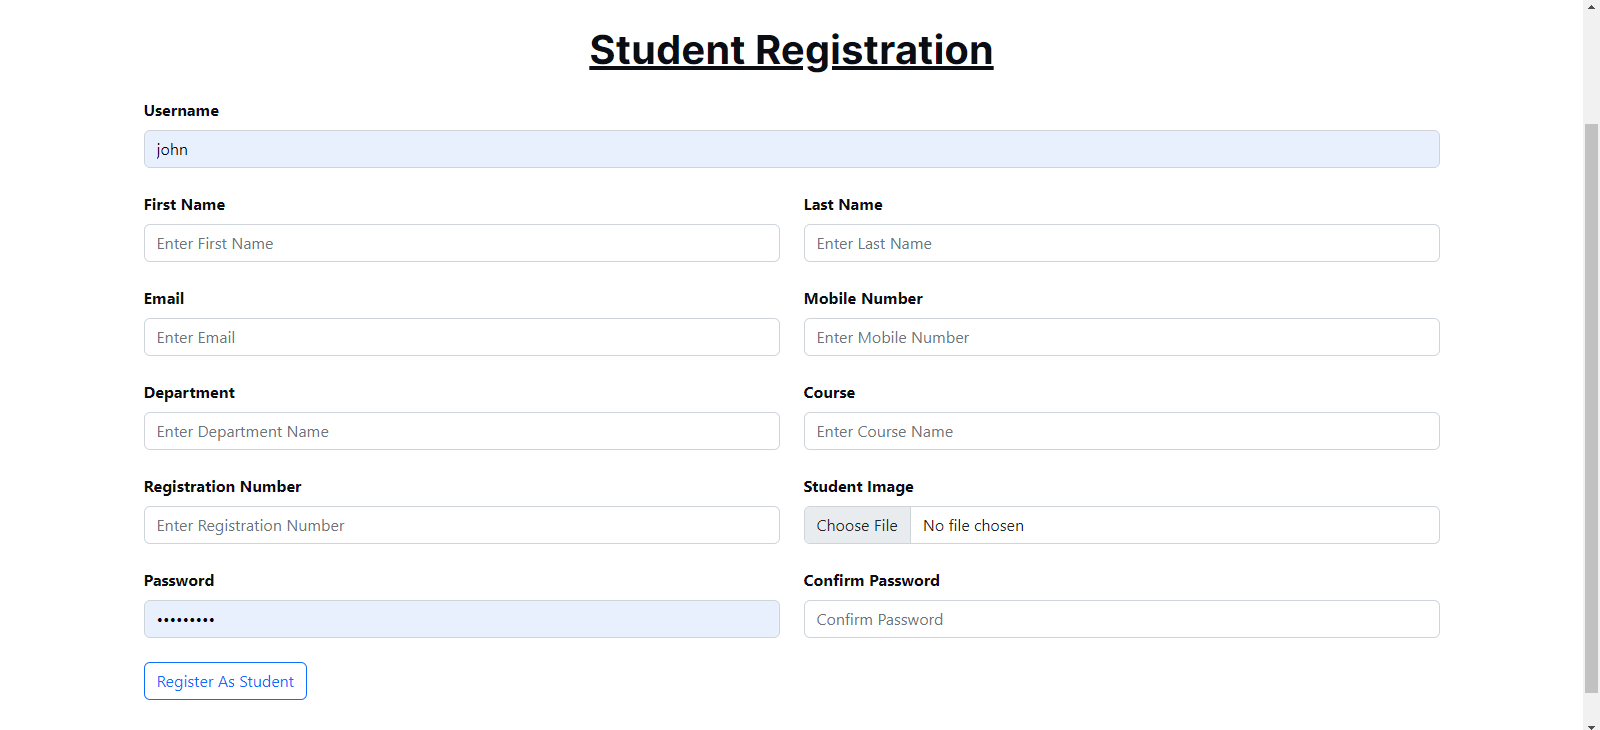 Student Registration
Username
john
First Name
Last Name
Enter First Name
Enter Last Name
Email
Mobile Number
Enter Email
Enter Mobile Number
Department
Course
Enter Department Name
Enter Course Name
Registration Number
Student Image
Enter Registration Number
Choose File No file chosen
Password
Confirm Password
•••••••••
Confirm Password
Register As Student